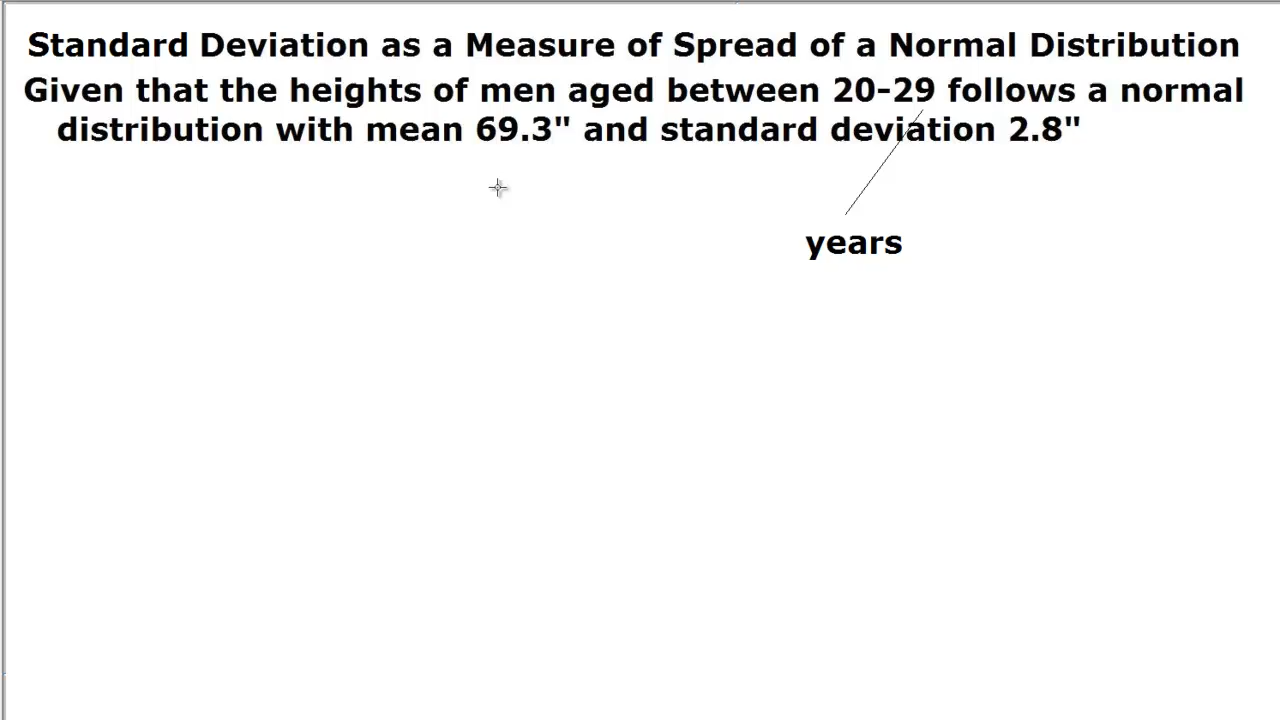 Standard Deviation as a Measure of Spread of a Normal Distribution
Given that the heights of men aged between 20-29 follows a normal
distribution with mean 69.3" and standard deviation 2.8"
years